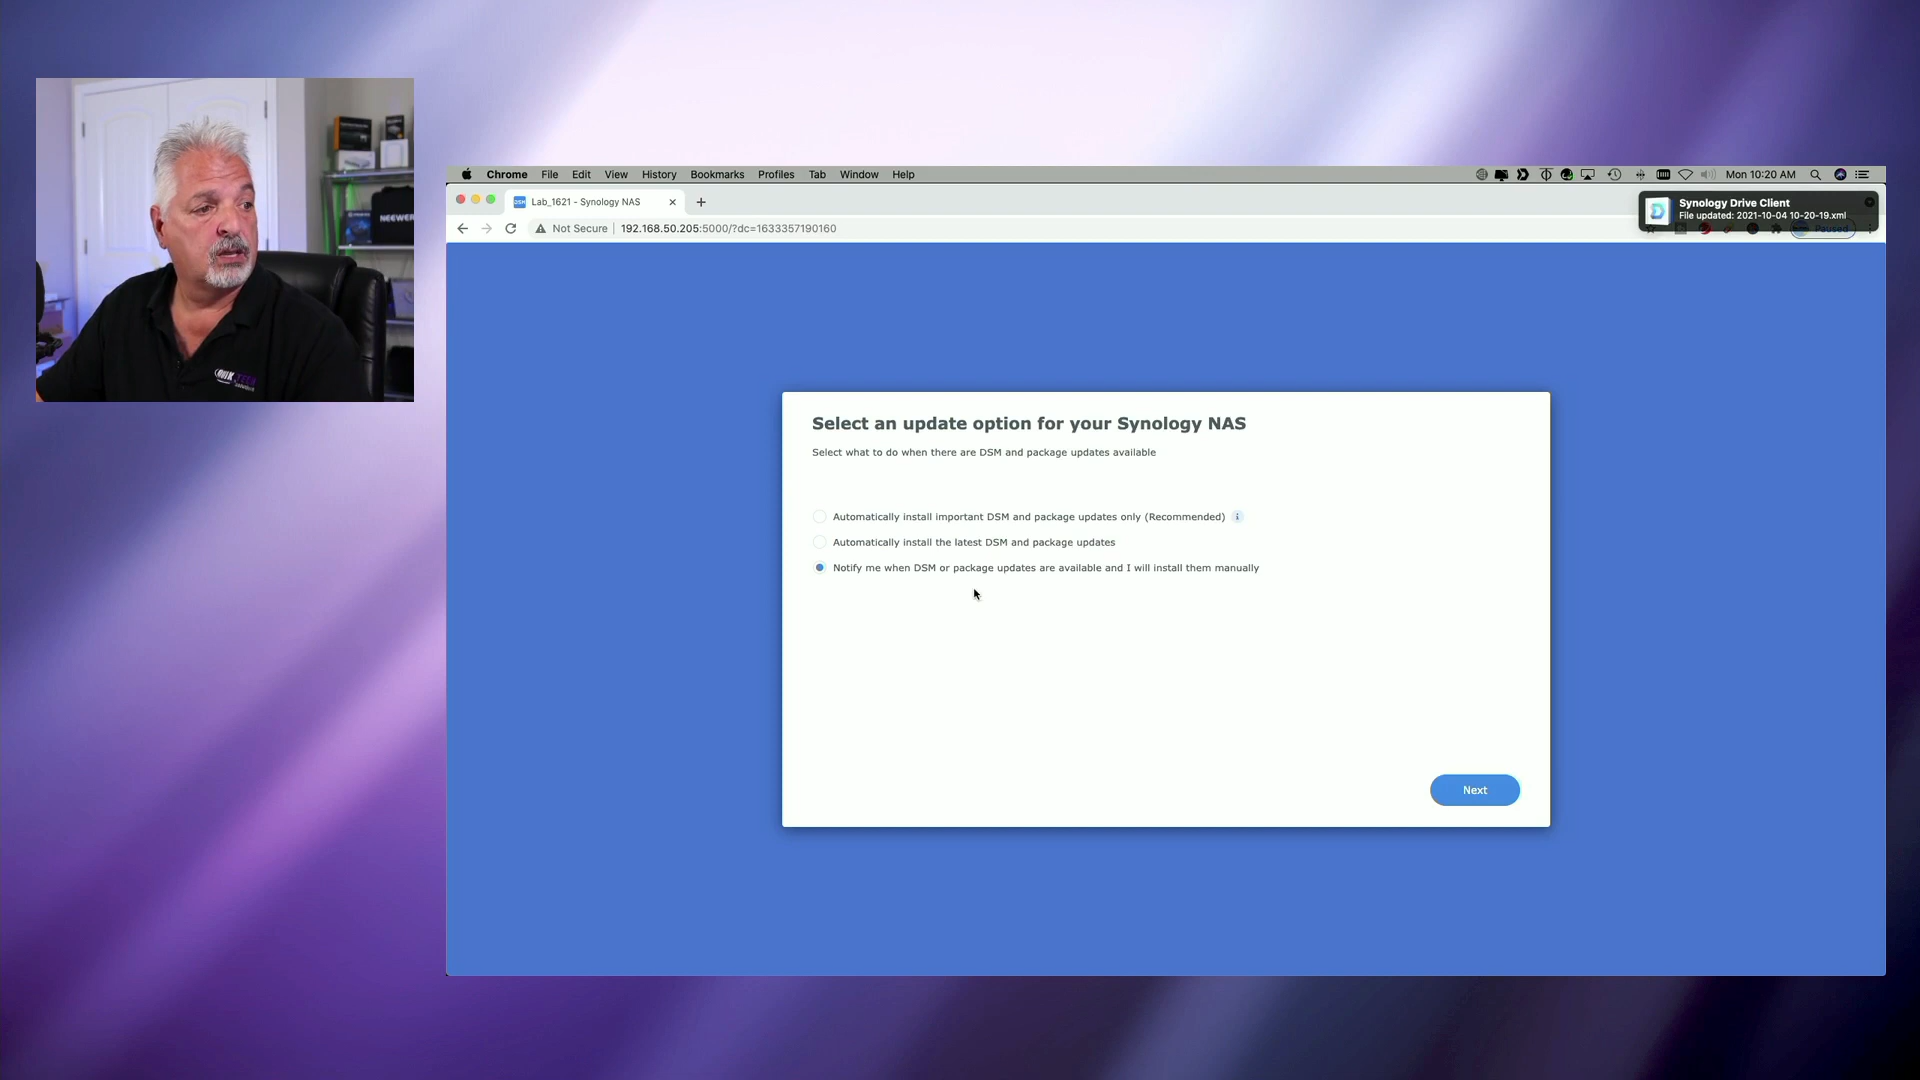 NEEWER
Chrome File Edit View History Bookmarks Profiles Tab Window Help
Mon 10:20 AM
DSM Lab_1621 - Synology NAS
Synology Drive Client
File updated: 2021-10-04 10-20-19.xml
Not Secure | 192.168.50.205:5000/?dc=1633357190160
Paused
Select an update option for your Synology NAS
Select what to do when there are DSM and package updates available
Automatically install important DSM and package updates only (Recommended)
Automatically install the latest DSM and package updates
Notify me when DSM or package updates are available and I will install them manually
Next